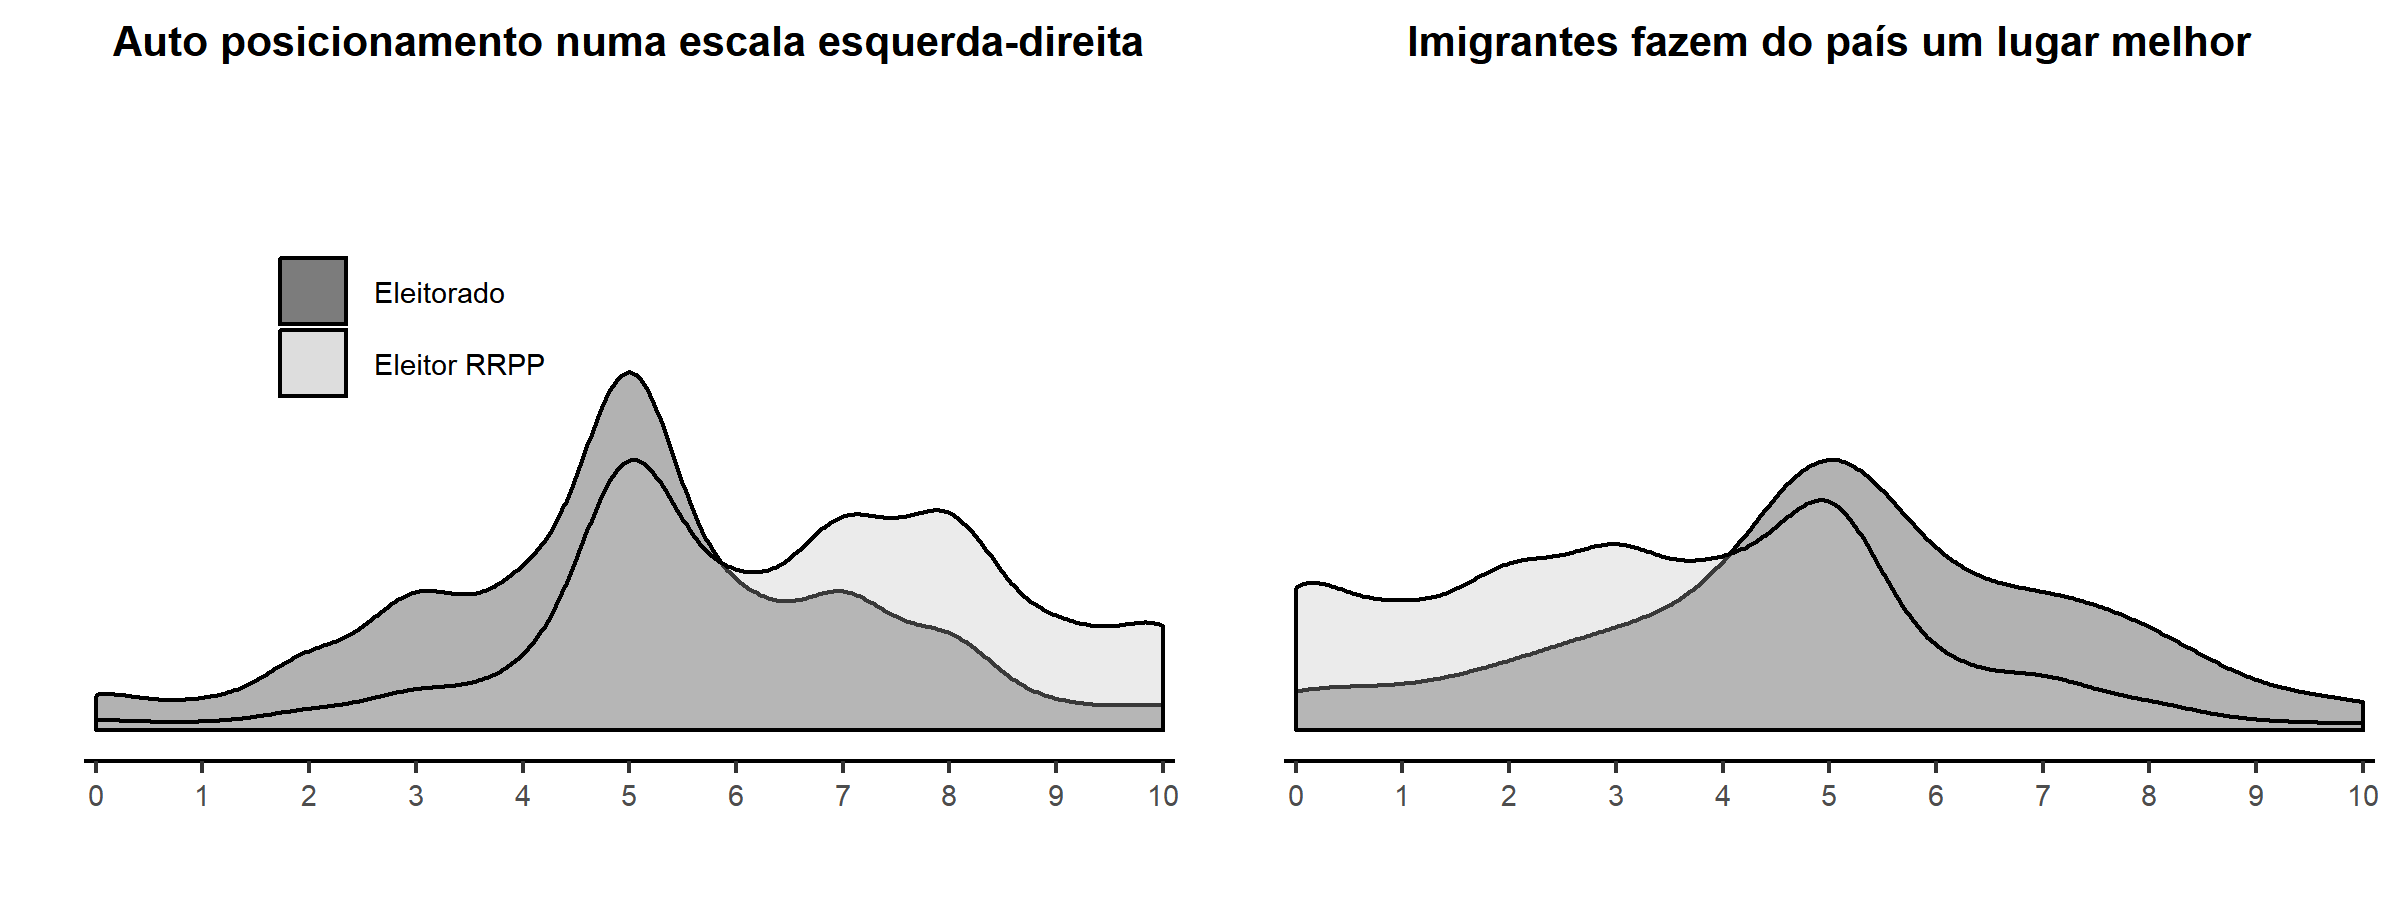 Auto posicionamento numa escala esquerda-direita
Eleitorado
Eleitor RRPP
0 1 2 3 4 5 6 7 8 9 10
Imigrantes fazem do país um lugar melhor
0 1 2 3 4 5 6 7 8 9 10